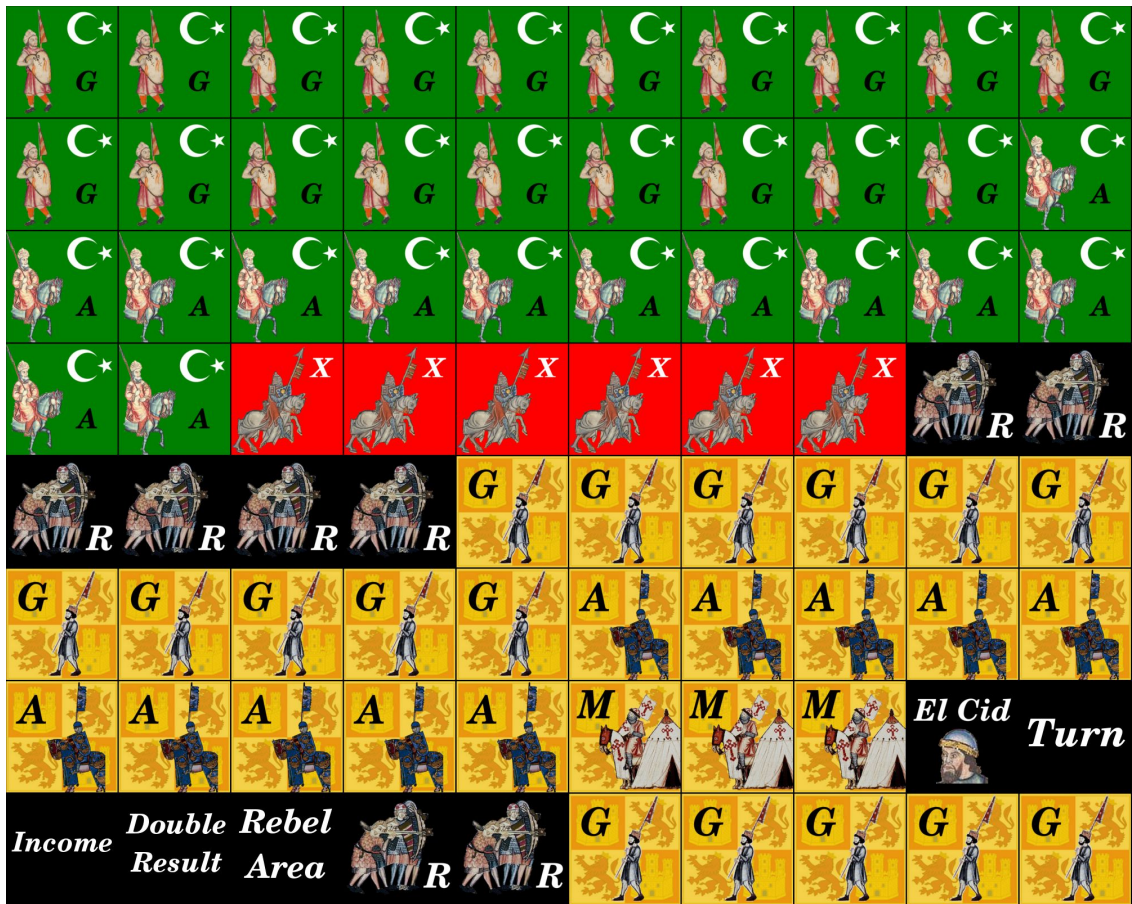 G G G G G G G G G G
G G G G G G G G G A
A A A A A A A A A A
A A X X X X X X R R
R R R R G G G G G G
G G G G G A A A A A
A A A A A M M M El Cid Turn
Income Double Result Rebel Area R R G G G G G